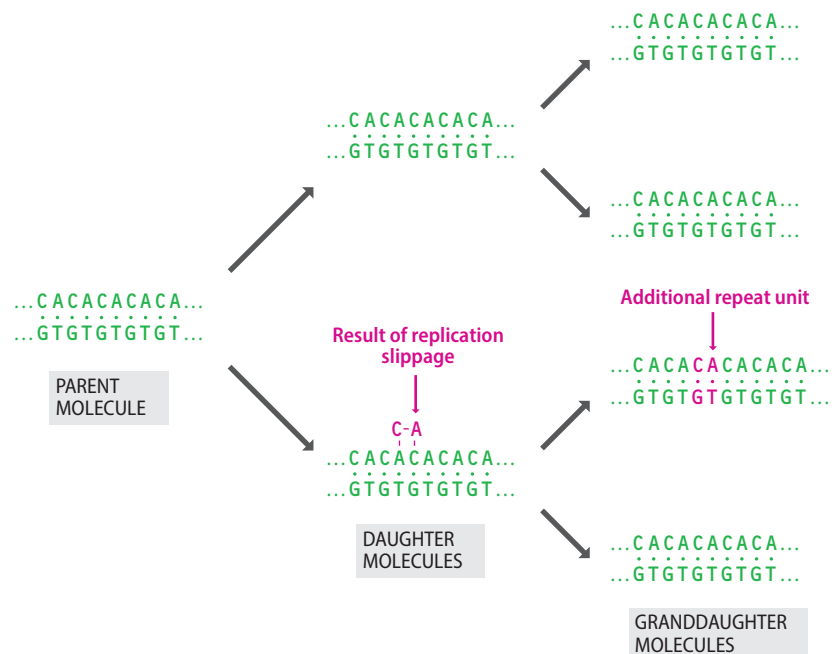 ...CACACACACA...
GTGTGTGTGT...
...CACACACACA...
...GTGTGTGTGT...
...CACACACACA...
...GTGTGTGTGT...
...CACACACACA...
...GTGTGTGTGT...
PARENT
MOLECULE
Result of replication
slippage
C-A
...CACACACACA...
...GTGTGTGTGT...
DAUGHTER
MOLECULES
Additional repeat unit
...CACACACACACA...
...GTGTGTGTGTGT...
...CACACACACA...
...GTGTGTGTGT...
GRANDDAUGHTER
MOLECULES